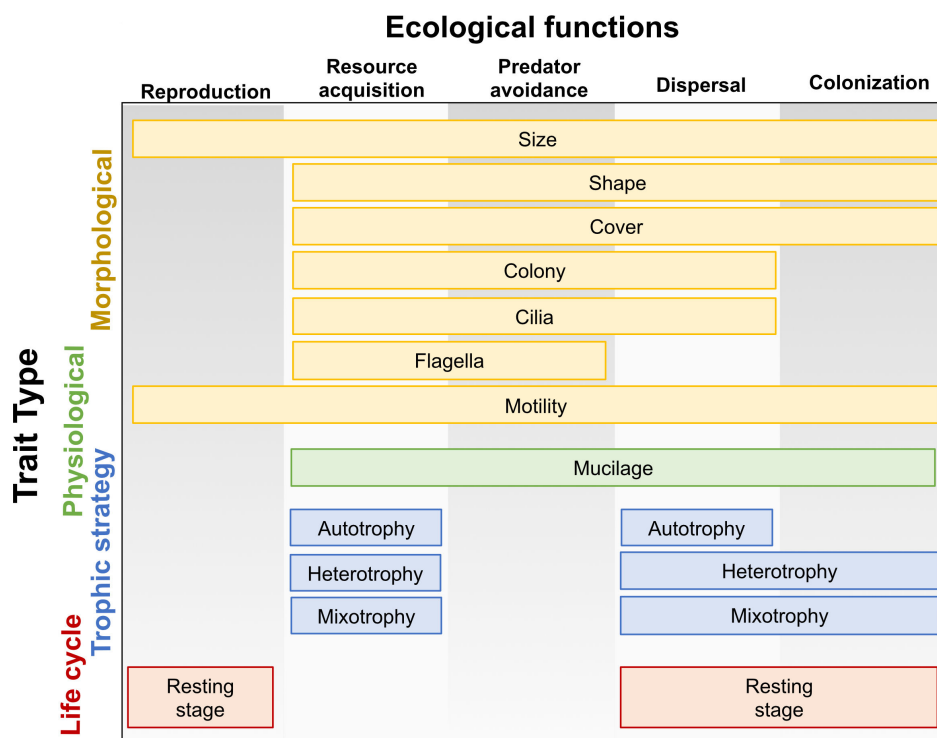 Ecological functions
Reproduction
Resource
acquisition
Predator
avoidance
Dispersal
Colonization
Trait Type
Morphological
Size
Shape
Cover
Colony
Cilia
Flagella
Motility
Physiological
Mucilage
Trophic strategy
Autotrophy
Autotrophy
Heterotrophy
Heterotrophy
Mixotrophy
Mixotrophy
Life cycle
Resting
stage
Resting
stage